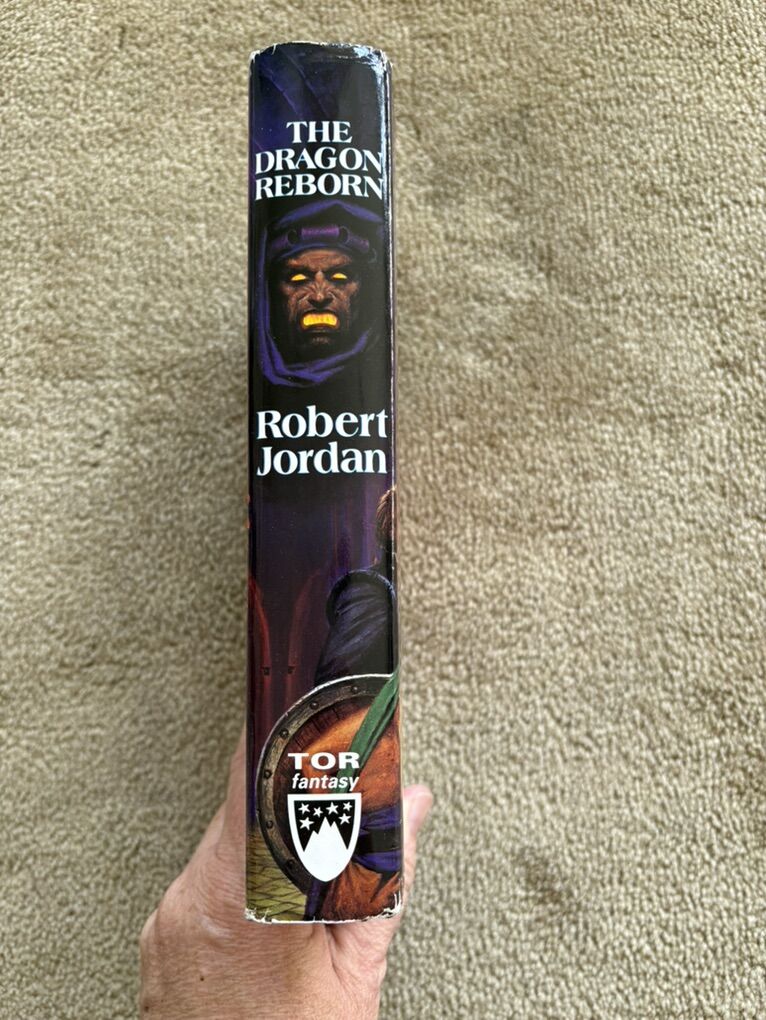 THE
DRAGON
REBORN
Robert
Jordan
TOR
fantasy